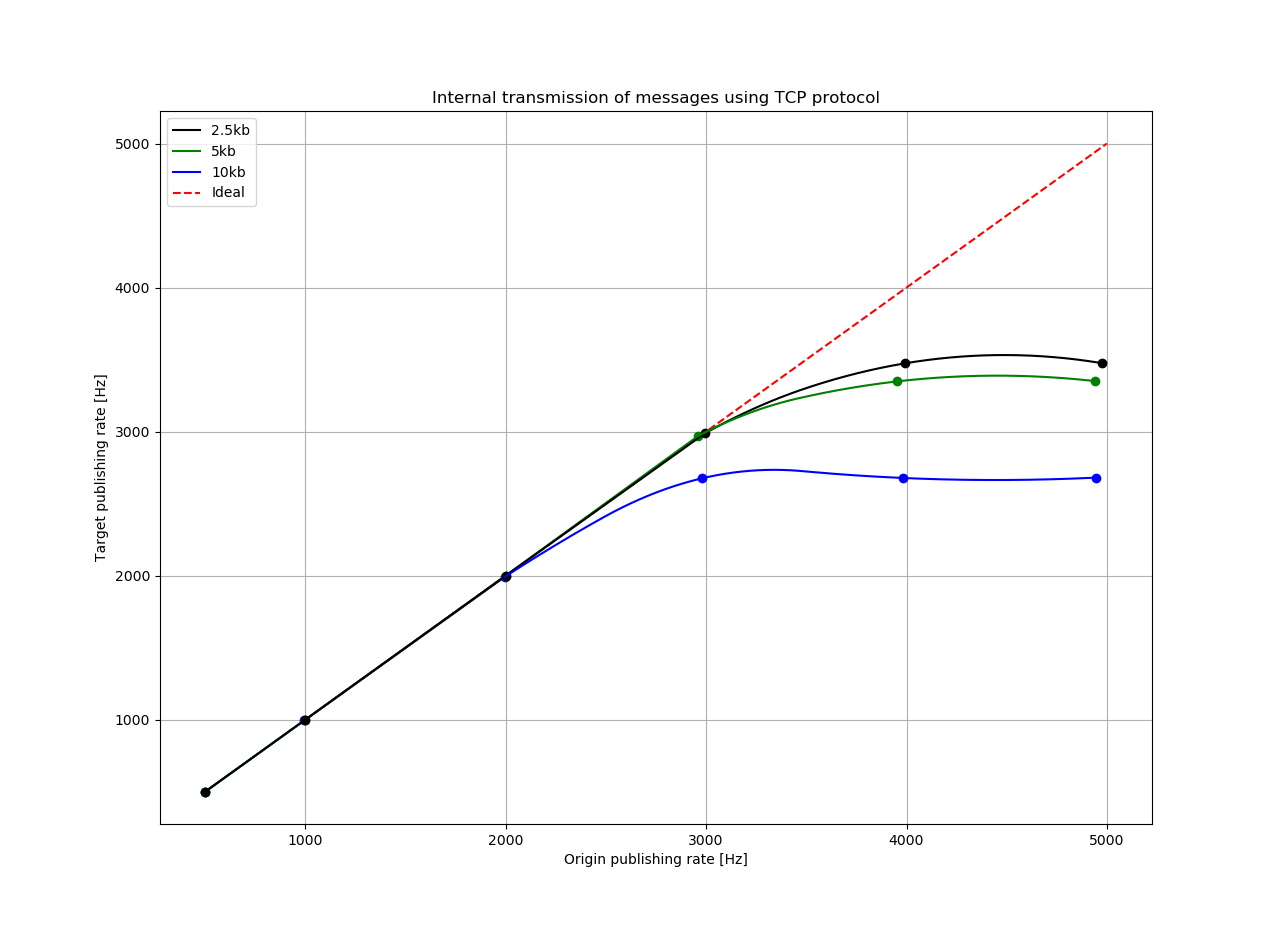 Internal transmission of messages using TCP protocol
2.5kb
5kb
10kb
Ideal
5000
4000
3000
2000
1000
Target publishing rate [Hz]
1000 2000 3000 4000 5000
Origin publishing rate [Hz]